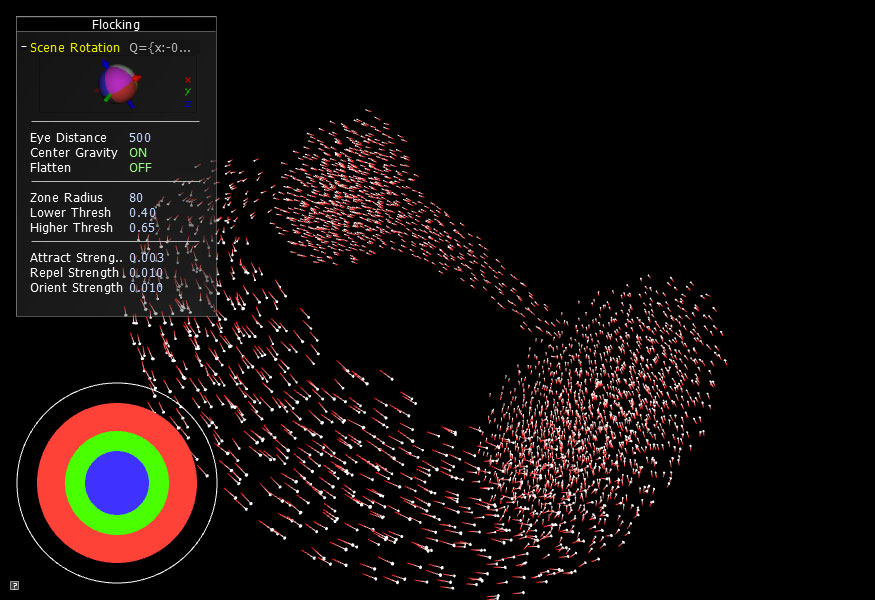 Flocking
Scene Rotation Q={x:-0...
x
y
z
Eye Distance 500
Center Gravity ON
Flatten OFF
Zone Radius 80
Lower Thresh 0.40
Higher Thresh 0.65
Attract Streng.. 0.003
Repel Strength 0.010
Orient Strength 0.010
?